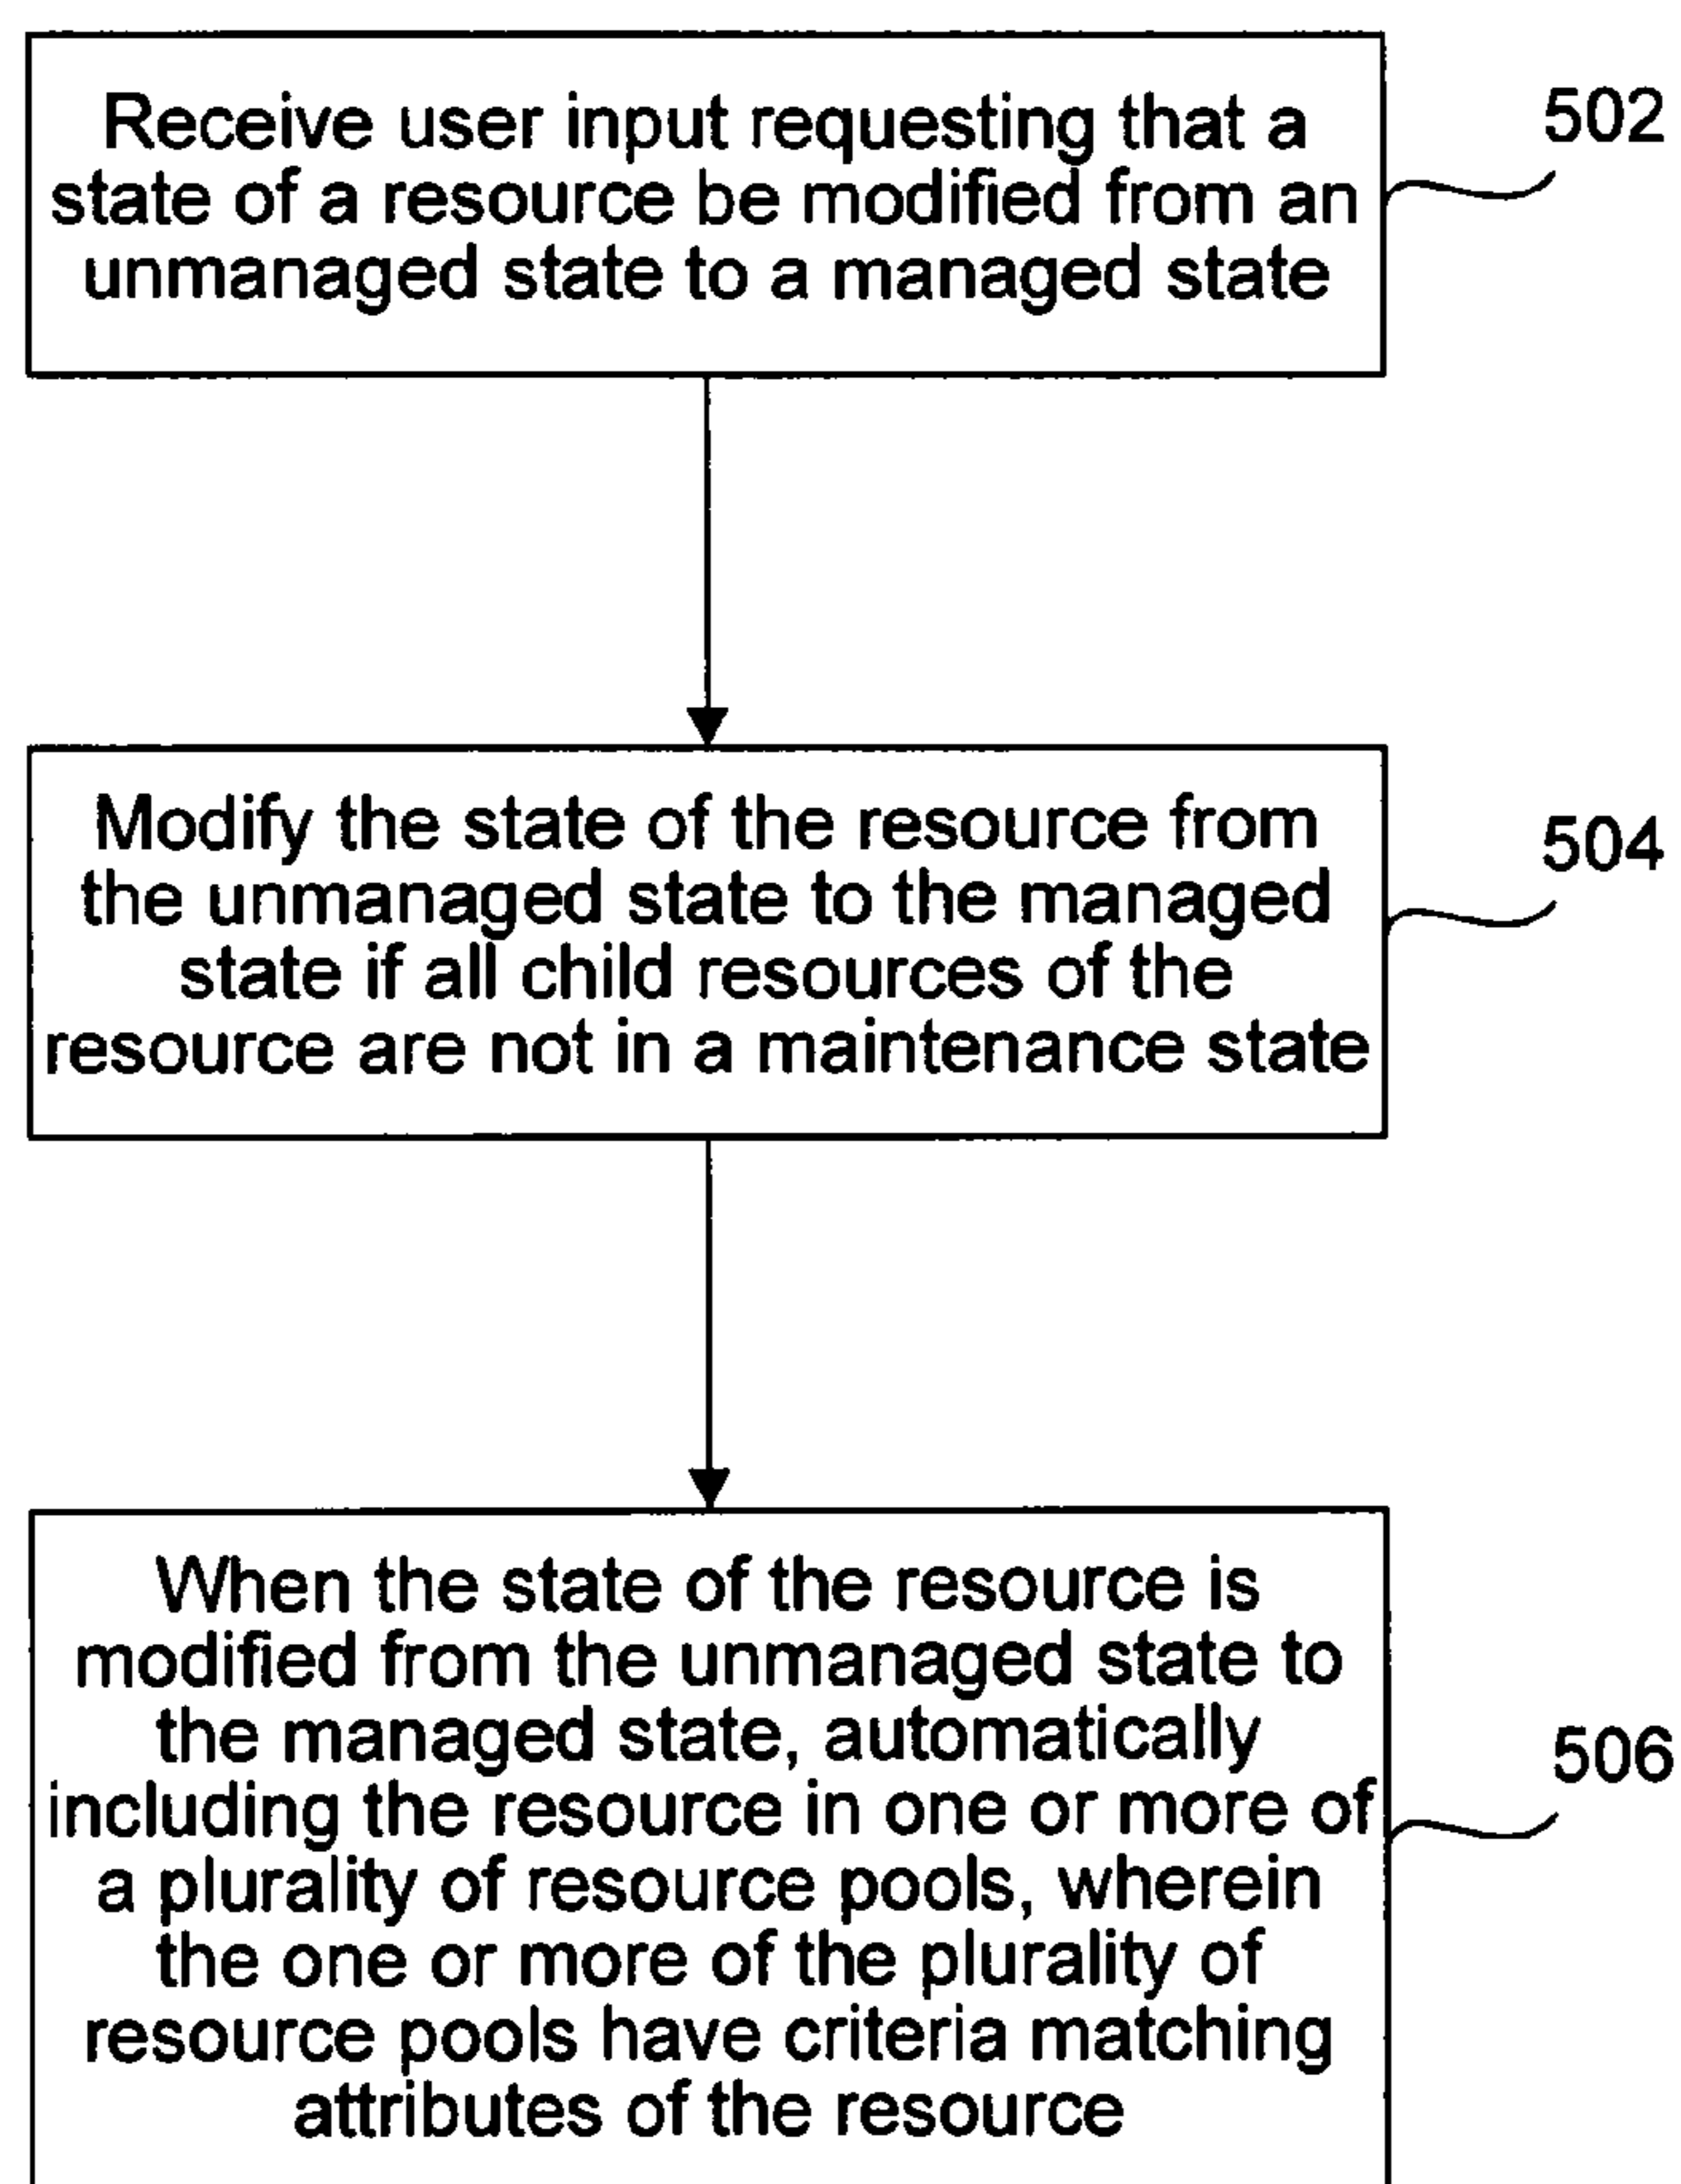 Receive user input requesting that a
state of a resource be modified from an
unmanaged state to a managed state
502
Modify the state of the resource from
the unmanaged state to the managed
state if all child resources of the
resource are not in a maintenance state
504
When the state of the resource is
modified from the unmanaged state to
the managed state, automatically
including the resource in one or more of
a plurality of resource pools, wherein
the one or more of the plurality of
resource pools have criteria matching
attributes of the resource
506